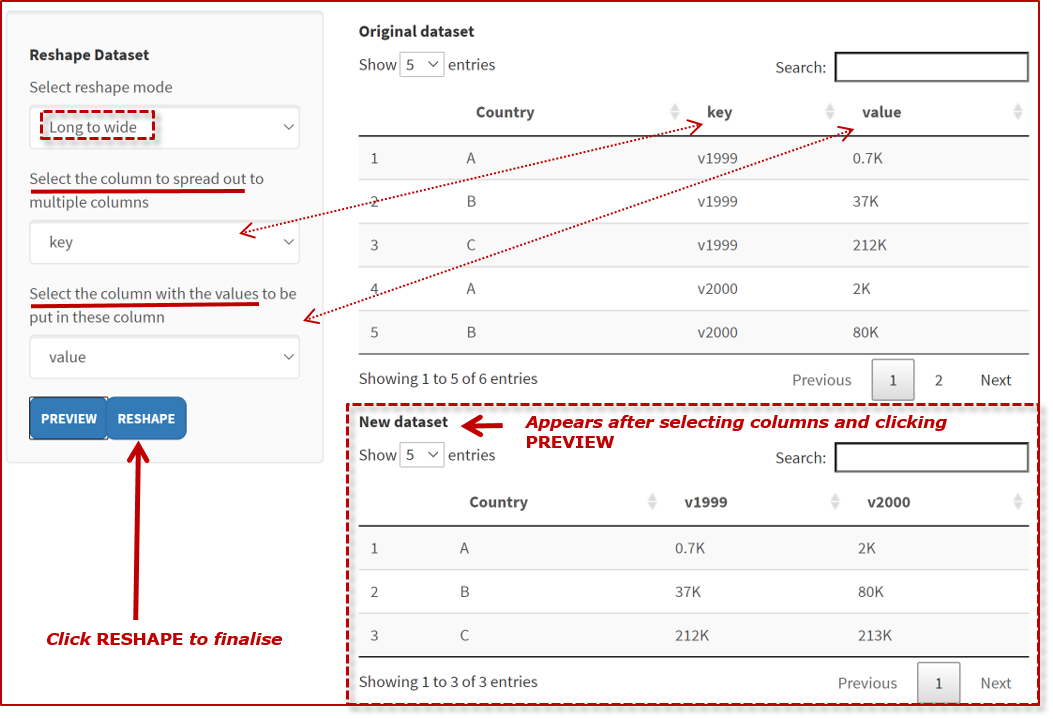 Reshape Dataset
Select reshape mode
Long to wide
Select the column to spread out to
multiple columns
key
Select the column with the values to be
put in these column
value
PREVIEW RESHAPE
Click RESHAPE to finalise
Original dataset
Show 5 entries
Search:
Country key value
1 A v1999 0.7K
2 B v1999 37K
3 C v1999 212K
4 A v2000 2K
5 B v2000 80K
Showing 1 to 5 of 6 entries
Previous 1 2 Next
New dataset
Appears after selecting columns and clicking
PREVIEW
Show 5 entries
Search:
Country v1999 v2000
1 A 0.7K 2K
2 B 37K 80K
3 C 212K 213K
Showing 1 to 3 of 3 entries
Previous 1 Next